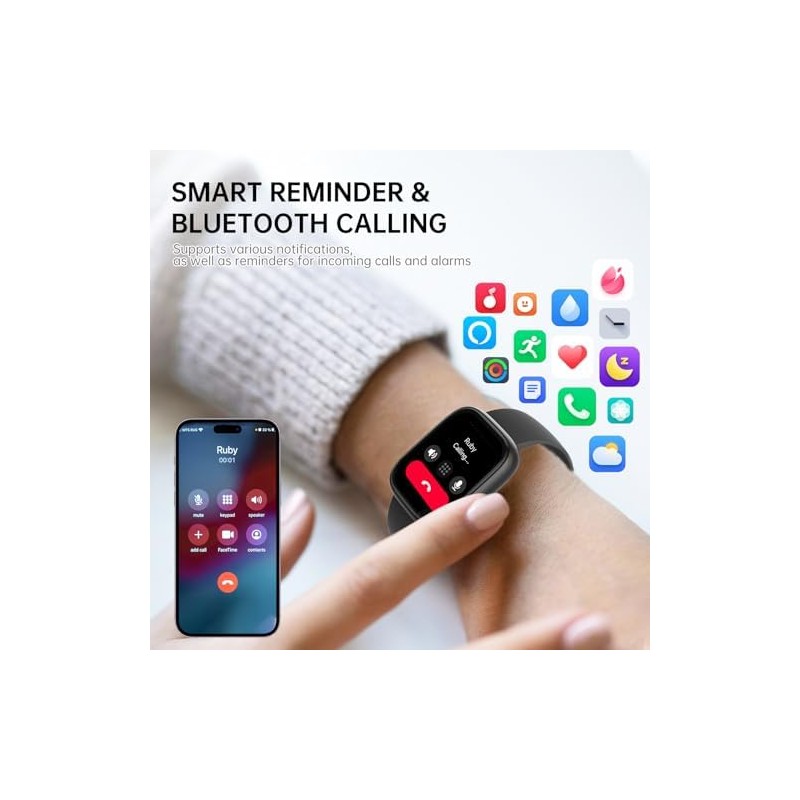 SMART REMINDER &
BLUETOOTH CALLING
Supports various notifications,
as well as reminders for incoming calls and alarms
Ruby
Calling...
Ruby
00:01
mute keypad speaker
add call FaceTime contacts